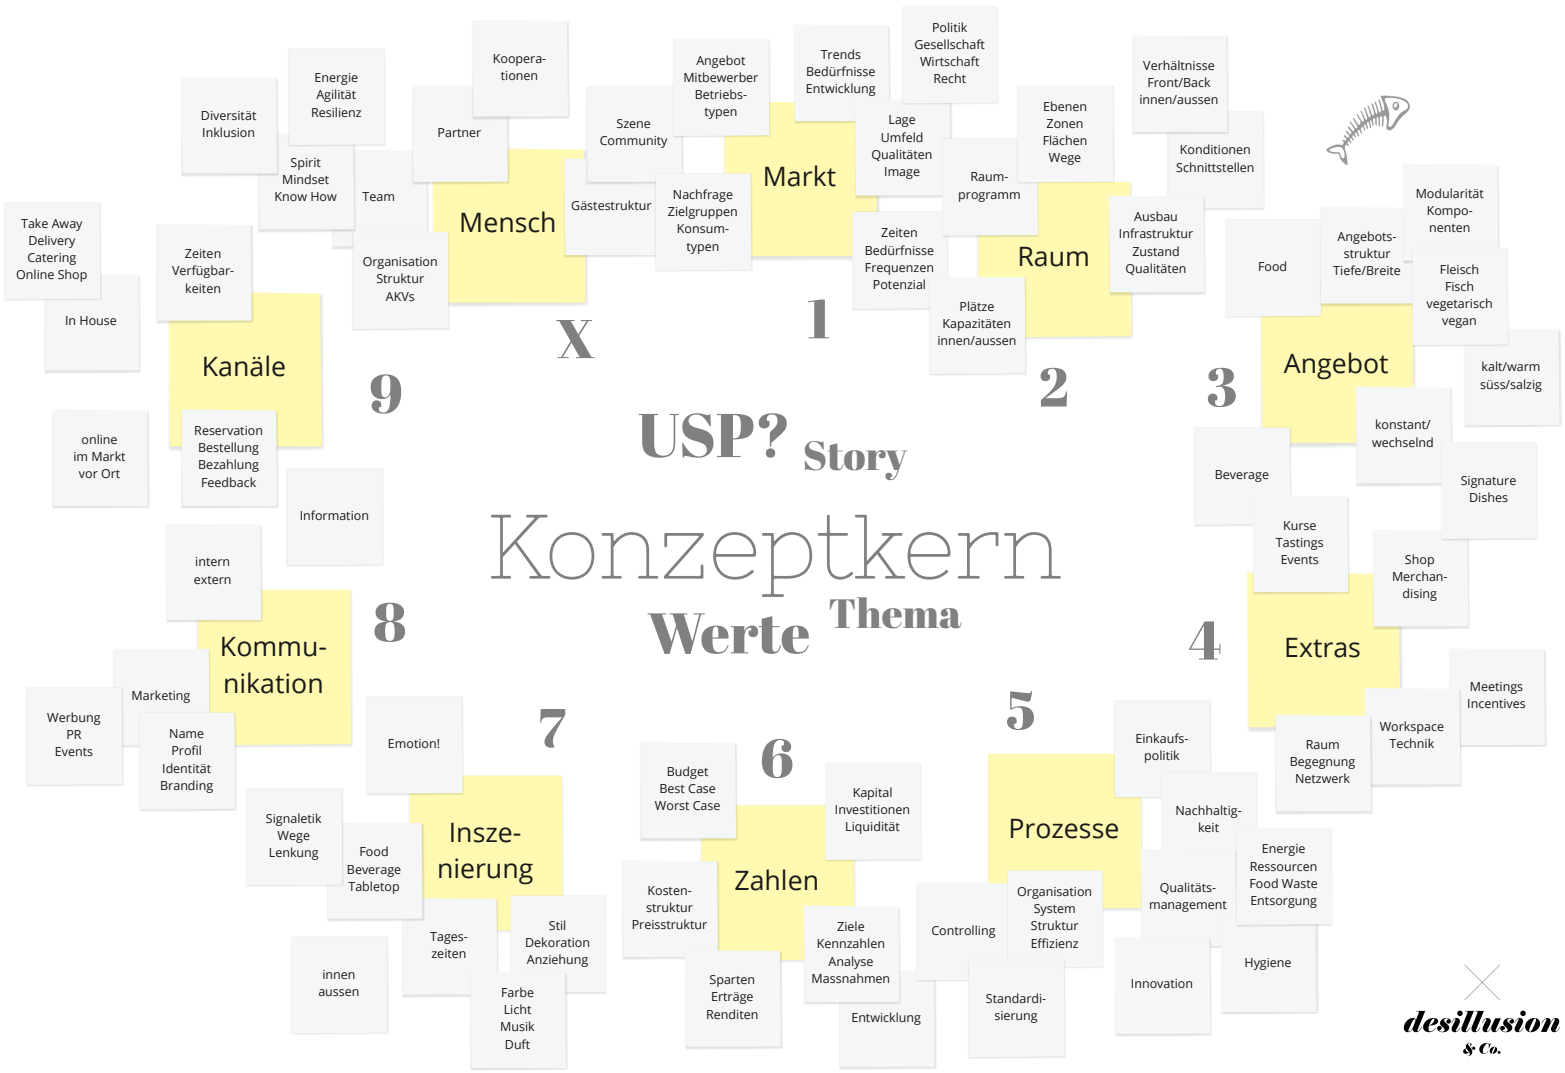 Konzeptkern
USP?
Story
Werte
Thema
1
Markt
Angebot
Mitbewerber
Betriebs-
typen
Trends
Bedürfnisse
Entwicklung
Politik
Gesellschaft
Wirtschaft
Recht
Lage
Umfeld
Qualitäten
Image
Nachfrage
Zielgruppen
Konsum-
typen
Zeiten
Bedürfnisse
Frequenzen
Potenzial
2
Raum
Raum-
programm
Ebenen
Zonen
Flächen
Wege
Verhältnisse
Front/Back
innen/aussen
Konditionen
Schnittstellen
Ausbau
Infrastruktur
Zustand
Qualitäten
Plätze
Kapazitäten
innen/aussen
3
Angebot
Food
Angebots-
struktur
Tiefe/Breite
Modularität
Kompo-
nenten
Fleisch
Fisch
vegetarisch
vegan
kalt/warm
süss/salzig
konstant/
wechselnd
Signature
Dishes
Beverage
4
Extras
Kurse
Tastings
Events
Shop
Merchan-
dising
Meetings
Incentives
Workspace
Technik
Raum
Begegnung
Netzwerk
5
Prozesse
Einkaufs-
politik
Nachhaltig-
keit
Energie
Ressourcen
Food Waste
Entsorgung
Qualitäts-
management
Hygiene
Innovation
Organisation
System
Struktur
Effizienz
Controlling
Standardi-
sierung
6
Zahlen
Budget
Best Case
Worst Case
Kapital
Investitionen
Liquidität
Kosten-
struktur
Preisstruktur
Ziele
Kennzahlen
Analyse
Massnahmen
Entwicklung
Sparten
Erträge
Renditen
7
Insze-
nierung
Emotion!
Signaletik
Wege
Lenkung
Food
Beverage
Tabletop
Tages-
zeiten
Stil
Dekoration
Anziehung
innen
aussen
Farbe
Licht
Musik
Duft
8
Kommu-
nikation
Information
intern
extern
Marketing
Werbung
PR
Events
Name
Profil
Identität
Branding
9
Kanäle
Zeiten
Verfügbar-
keiten
Take Away
Delivery
Catering
Online Shop
In House
online
im Markt
vor Ort
Reservation
Bestellung
Bezahlung
Feedback
X
Mensch
Koopera-
tionen
Partner
Energie
Agilität
Resilienz
Diversität
Inklusion
Spirit
Mindset
Know How
Team
Organisation
Struktur
AKVs
Szene
Community
Gästestruktur
desillusion
& Co.